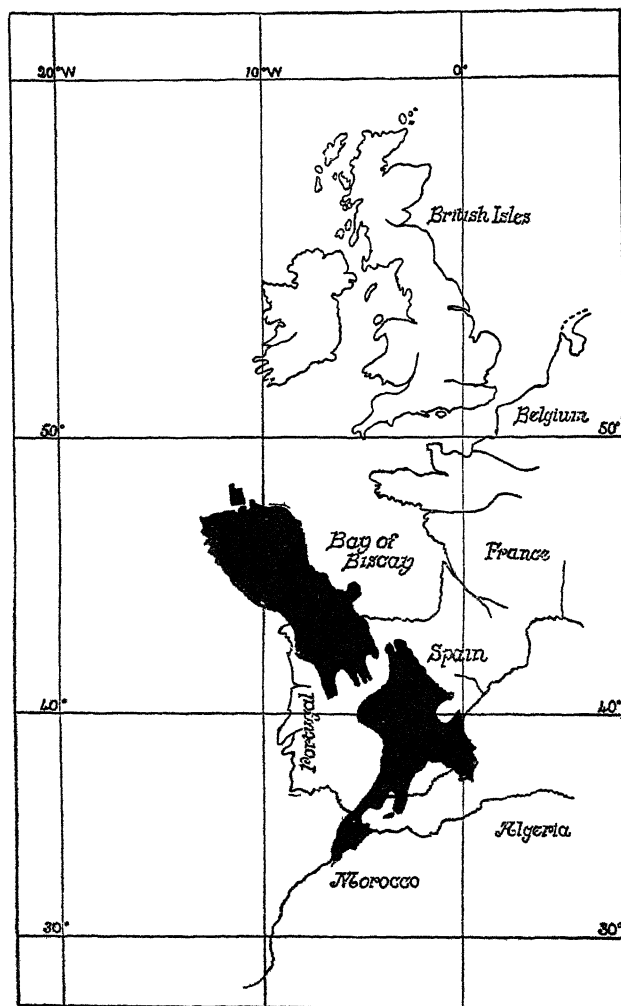 20°W
10°W
0°
British Isles
Belgium
50°
50°
Bay of
Biscay
France
Spain
40°
40°
Portugal
Algeria
Morocco
30°
30°